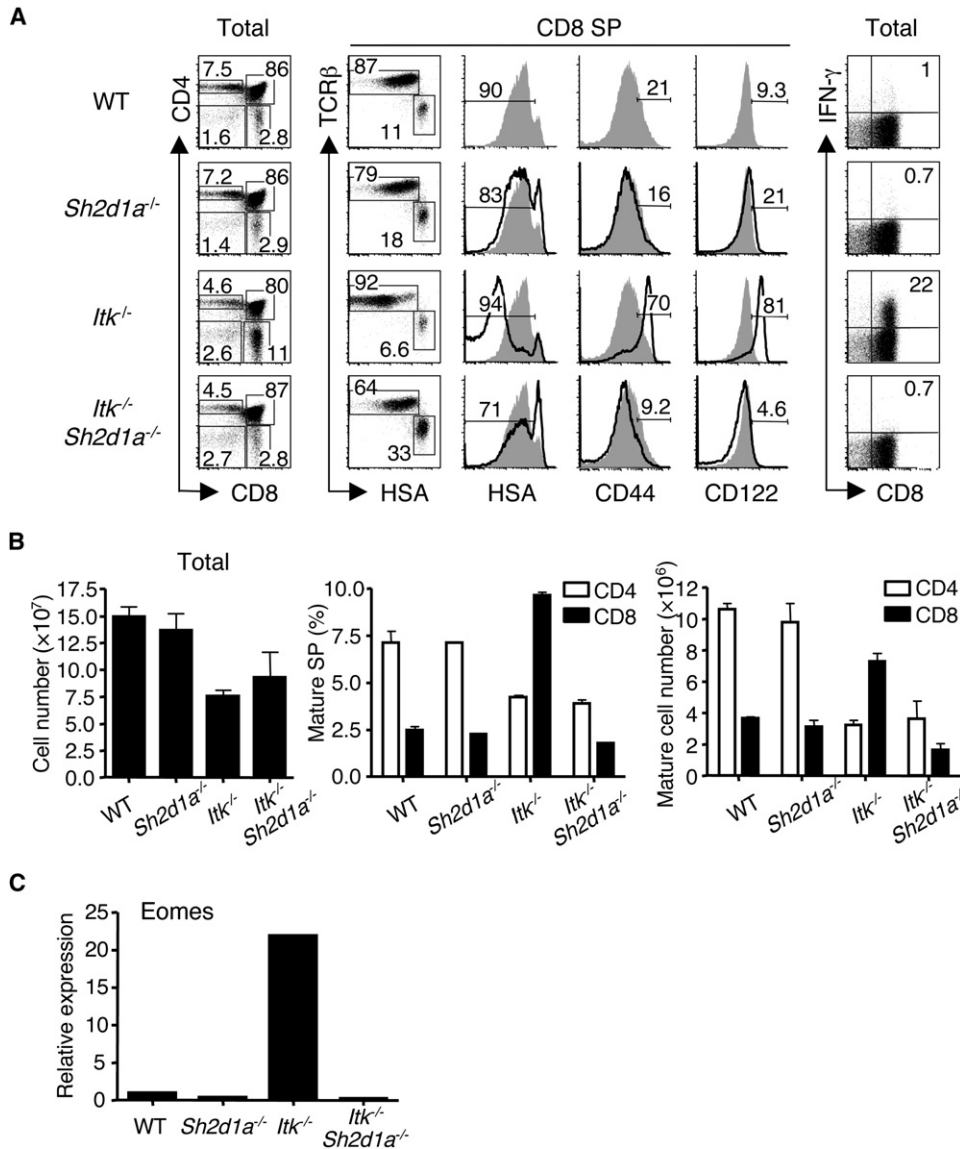 A
Total
CD8 SP
Total
WT
CD4
7.5
86
1.6
2.8
TCRβ
87
11
90
21
9.3
IFN-γ
1
Sh2d1a-/-
7.2
86
1.4
2.9
79
18
83
16
21
0.7
Itk-/-
4.6
80
2.6
11
92
6.6
94
70
81
22
Itk-/-
Sh2d1a-/-
4.5
87
2.7
2.8
64
33
71
9.2
4.6
0.7
CD8
HSA
HSA
CD44
CD122
CD8
B
Total
Cell number (×10⁷)
17.5
15.0
12.5
10.0
7.5
5.0
2.5
0.0
WT
Sh2d1a-/-
Itk-/-
Itk-/-
Sh2d1a-/-
Mature SP (%)
10.0
7.5
5.0
2.5
0.0
CD4
CD8
WT
Sh2d1a-/-
Itk-/-
Itk-/-
Sh2d1a-/-
Mature cell number (×10⁶)
12
10
8
6
4
2
0
CD4
CD8
WT
Sh2d1a-/-
Itk-/-
Itk-/-
Sh2d1a-/-
C
Eomes
Relative expression
25
20
15
10
5
0
WT
Sh2d1a-/-
Itk-/-
Itk-/-
Sh2d1a-/-